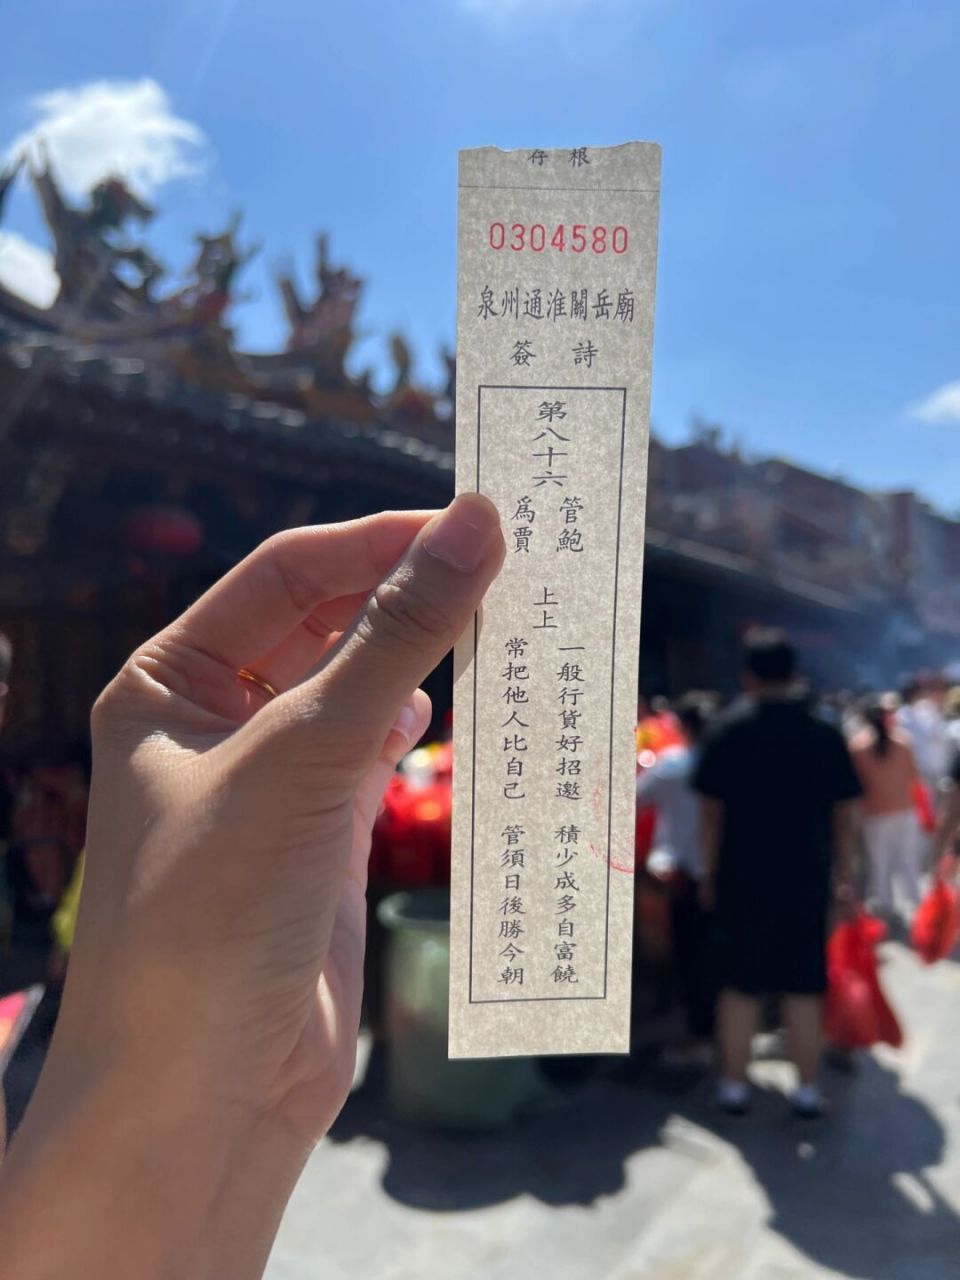 存根
0304580
泉州通淮關岳廟
簽詩
第八十六
管鮑
爲賈
上上
一般行貨好招邀 積少成多自富饒
常把他人比自己 管須日後勝今朝